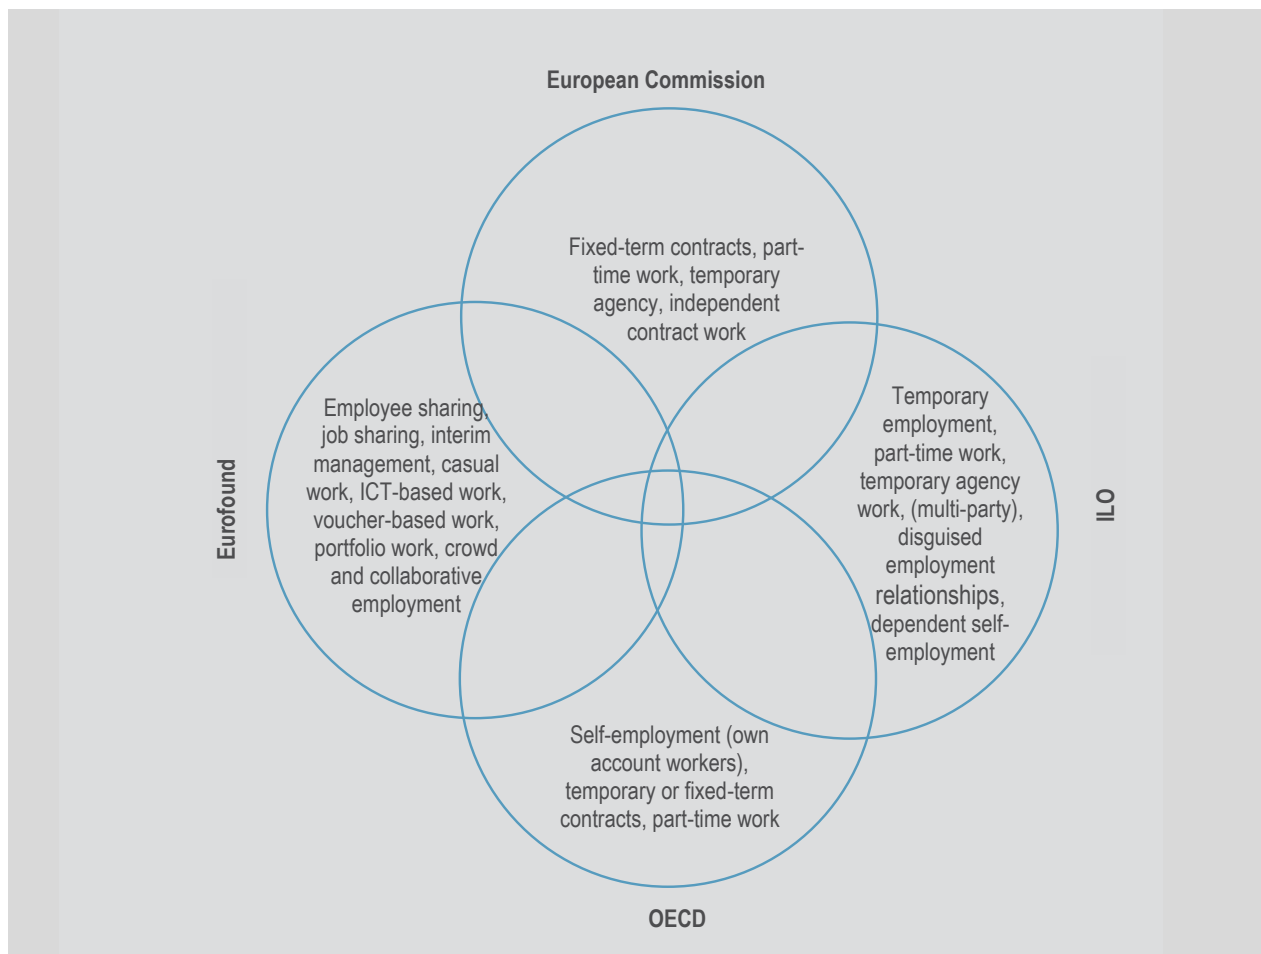 European Commission
Fixed-term contracts, part-
time work, temporary
agency, independent
contract work
Eurofound
Employee sharing,
job sharing, interim
management, casual
work, ICT-based work,
voucher-based work,
portfolio work, crowd
and collaborative
employment
Temporary
employment,
part-time work,
temporary agency
work, (multi-party),
disguised
employment
relationships,
dependent self-
employment
ILO
Self-employment (own
account workers),
temporary or fixed-term
contracts, part-time work
OECD